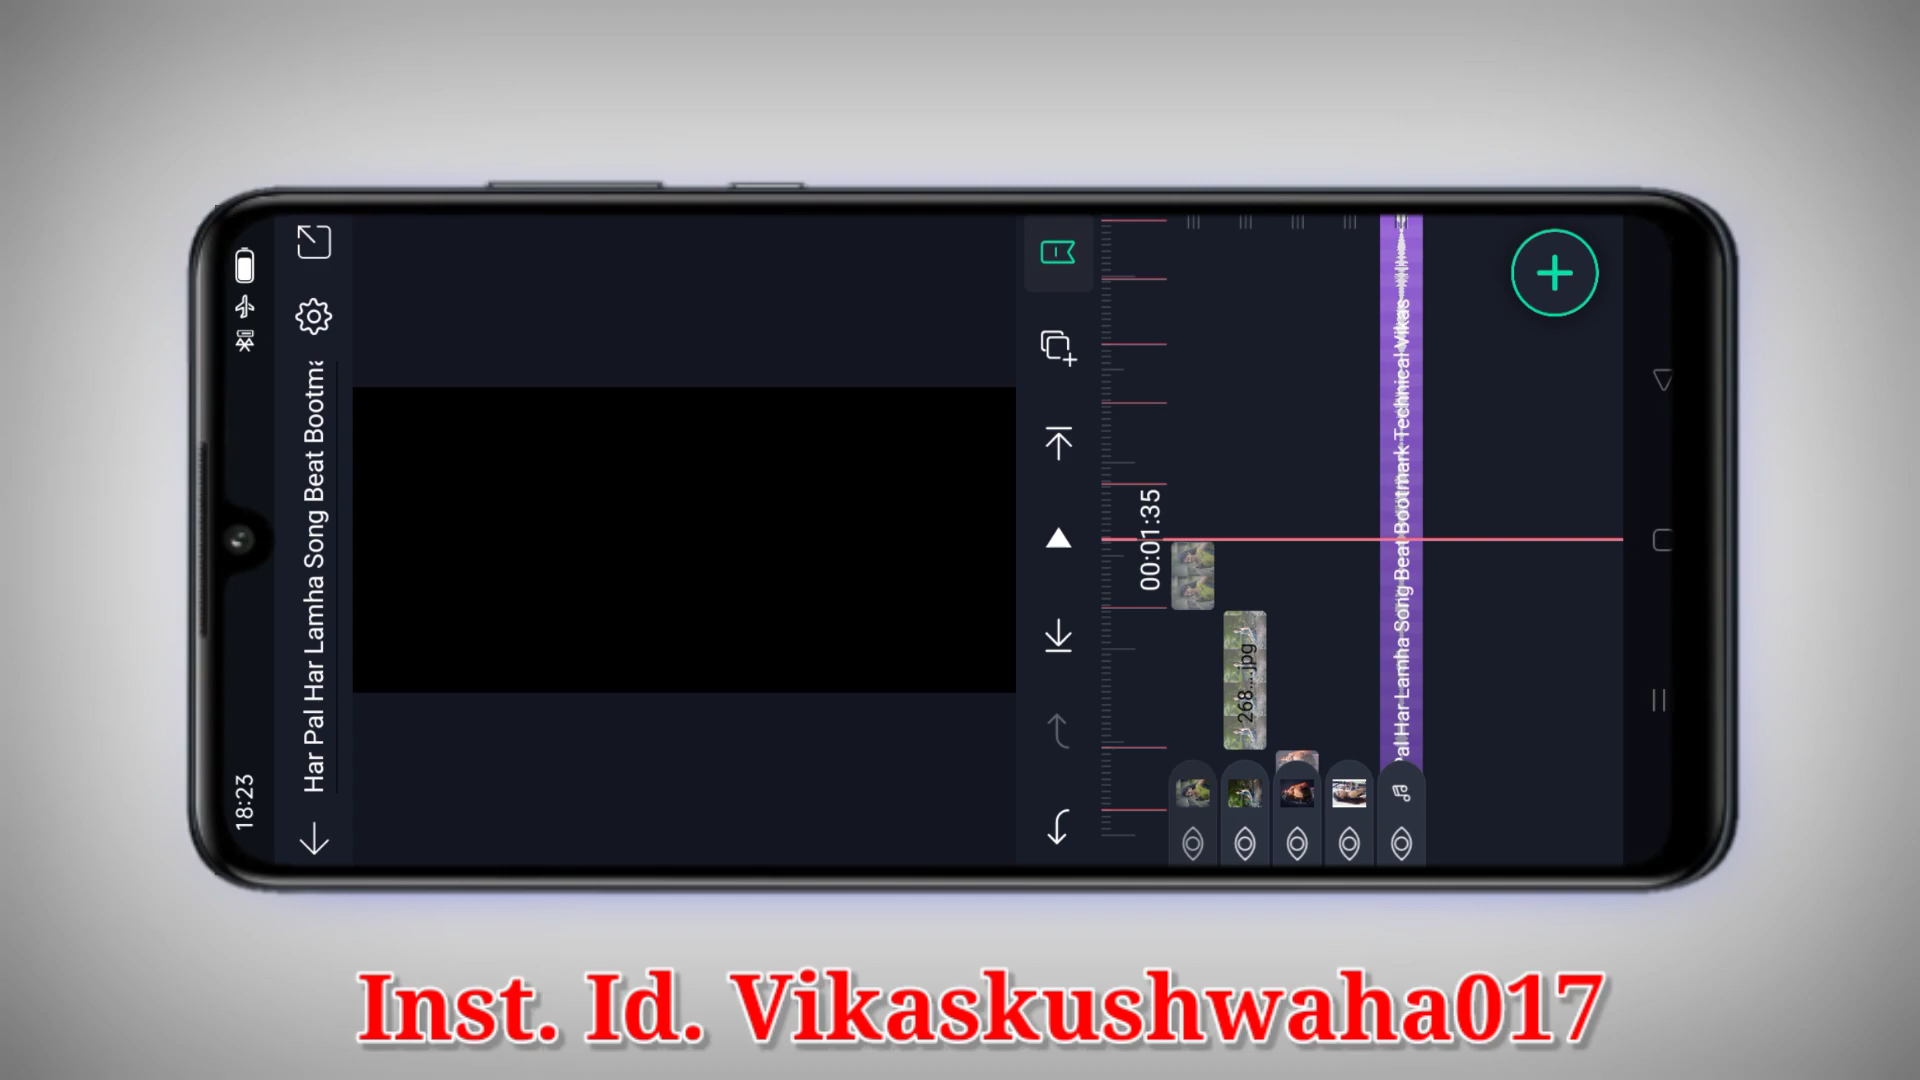 18:23
Har Pal Har Lamha Song Beat Bootma
00:01:35
268...jpg
Pal Har Lamha Song Beat Bootmark Technical Vikas
Inst. Id. Vikaskushwaha017